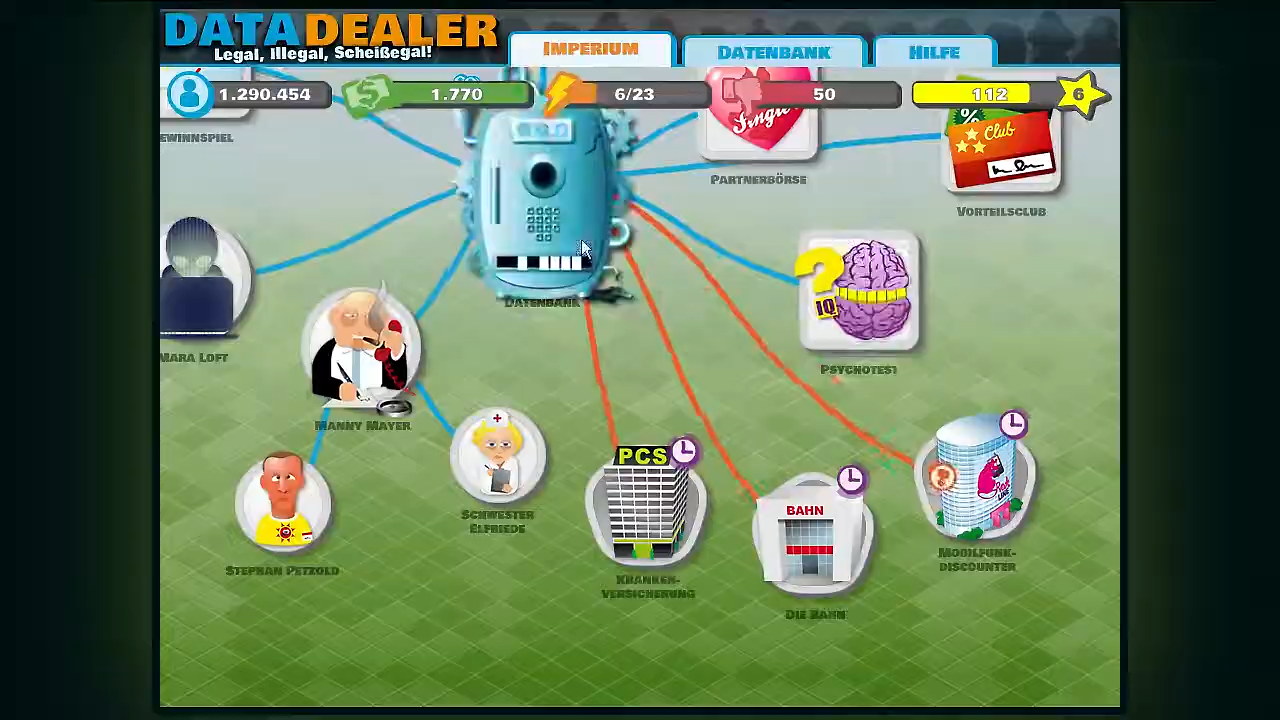 DATADEALER
Legal, Illegal, Scheißegal!
IMPERIUM
DATENBANK
HILFE
1.290.454
1.770
6/23
50
112
6
EWINNSPIEL
Single
PARTNERBÖRSE
%
Club
VORTEILSCLUB
DATENBANK
?
IQ
PSYCHOTEST
MARA LOFT
MANNY MAYER
STEPHAN PETZOLD
SCHWESTER
ELFRIEDE
PCS
KRANKEN-
VERSICHERUNG
BAHN
DIE BAHN
MOBILFUNK-
DISCOUNTER